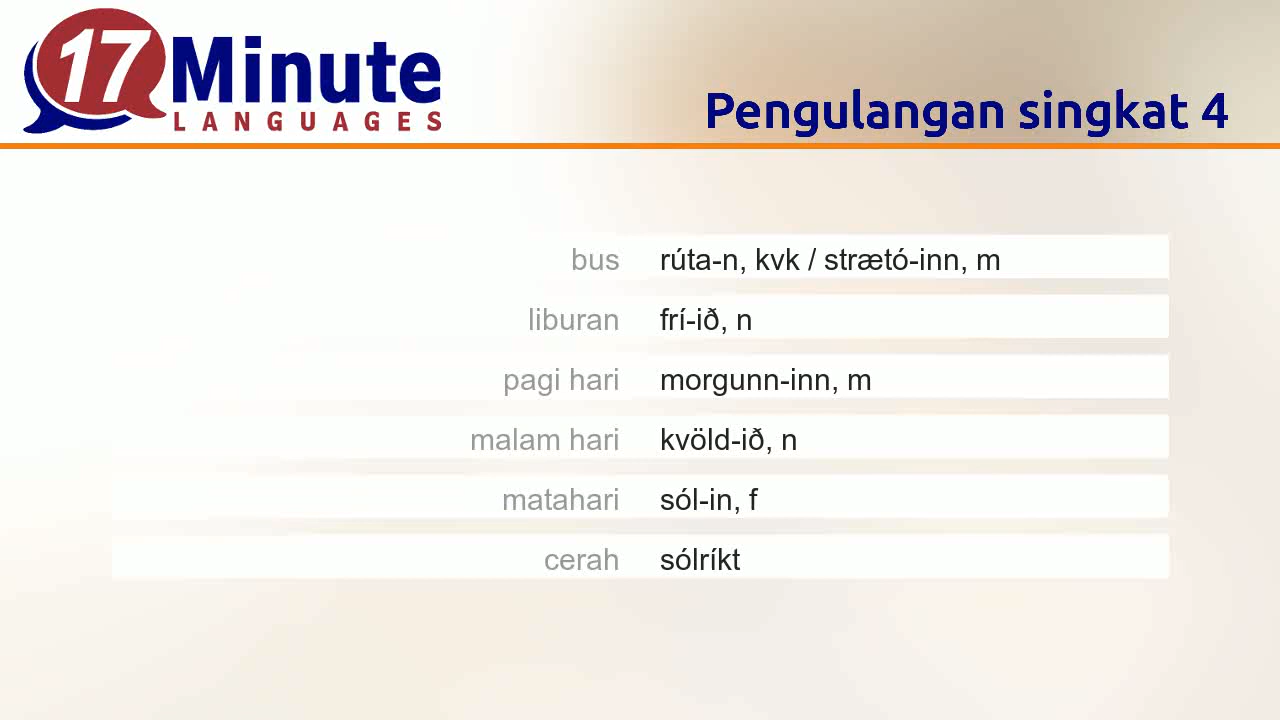 17 Minute
LANGUAGES
Pengulangan singkat 4
bus rúta-n, kvk / strætó-inn, m
liburan frí-ið, n
pagi hari morgunn-inn, m
malam hari kvöld-ið, n
matahari sól-in, f
cerah sólríkt